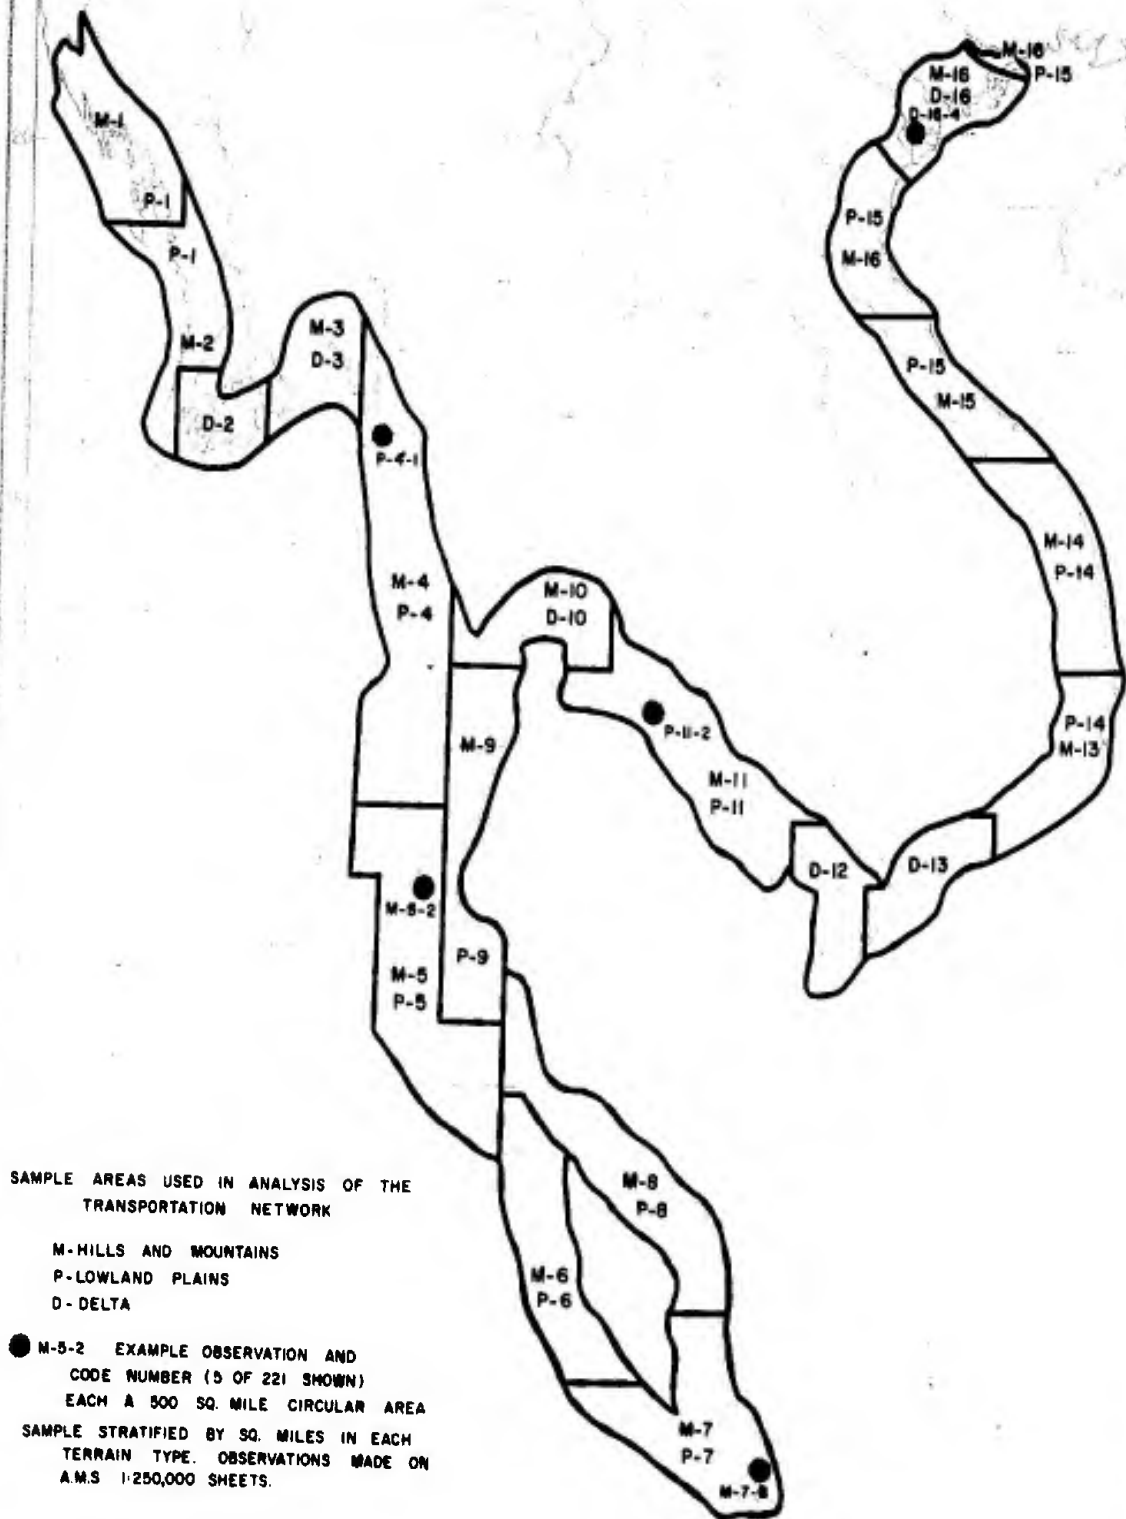 M-16
M-16
P-15
D-16
D-16-4
M-1
P-1
P-15
P-1
M-16
M-3
M-2
D-3
P-15
M-15
D-2
P-4-1
M-14
P-14
M-4
P-4
M-10
D-10
P-14
M-13
P-11-2
M-9
M-11
P-11
D-12
D-13
M-5-2
P-9
M-5
P-5
SAMPLE AREAS USED IN ANALYSIS OF THE
TRANSPORTATION NETWORK
M-8
P-8
M-HILLS AND MOUNTAINS
P-LOWLAND PLAINS
D-DELTA
M-6
P-6
M-5-2 EXAMPLE OBSERVATION AND
CODE NUMBER (5 OF 221 SHOWN)
EACH A 500 SQ. MILE CIRCULAR AREA
SAMPLE STRATIFIED BY SQ. MILES IN EACH
TERRAIN TYPE. OBSERVATIONS MADE ON
A.M.S 1:250,000 SHEETS.
M-7
P-7
M-7-8